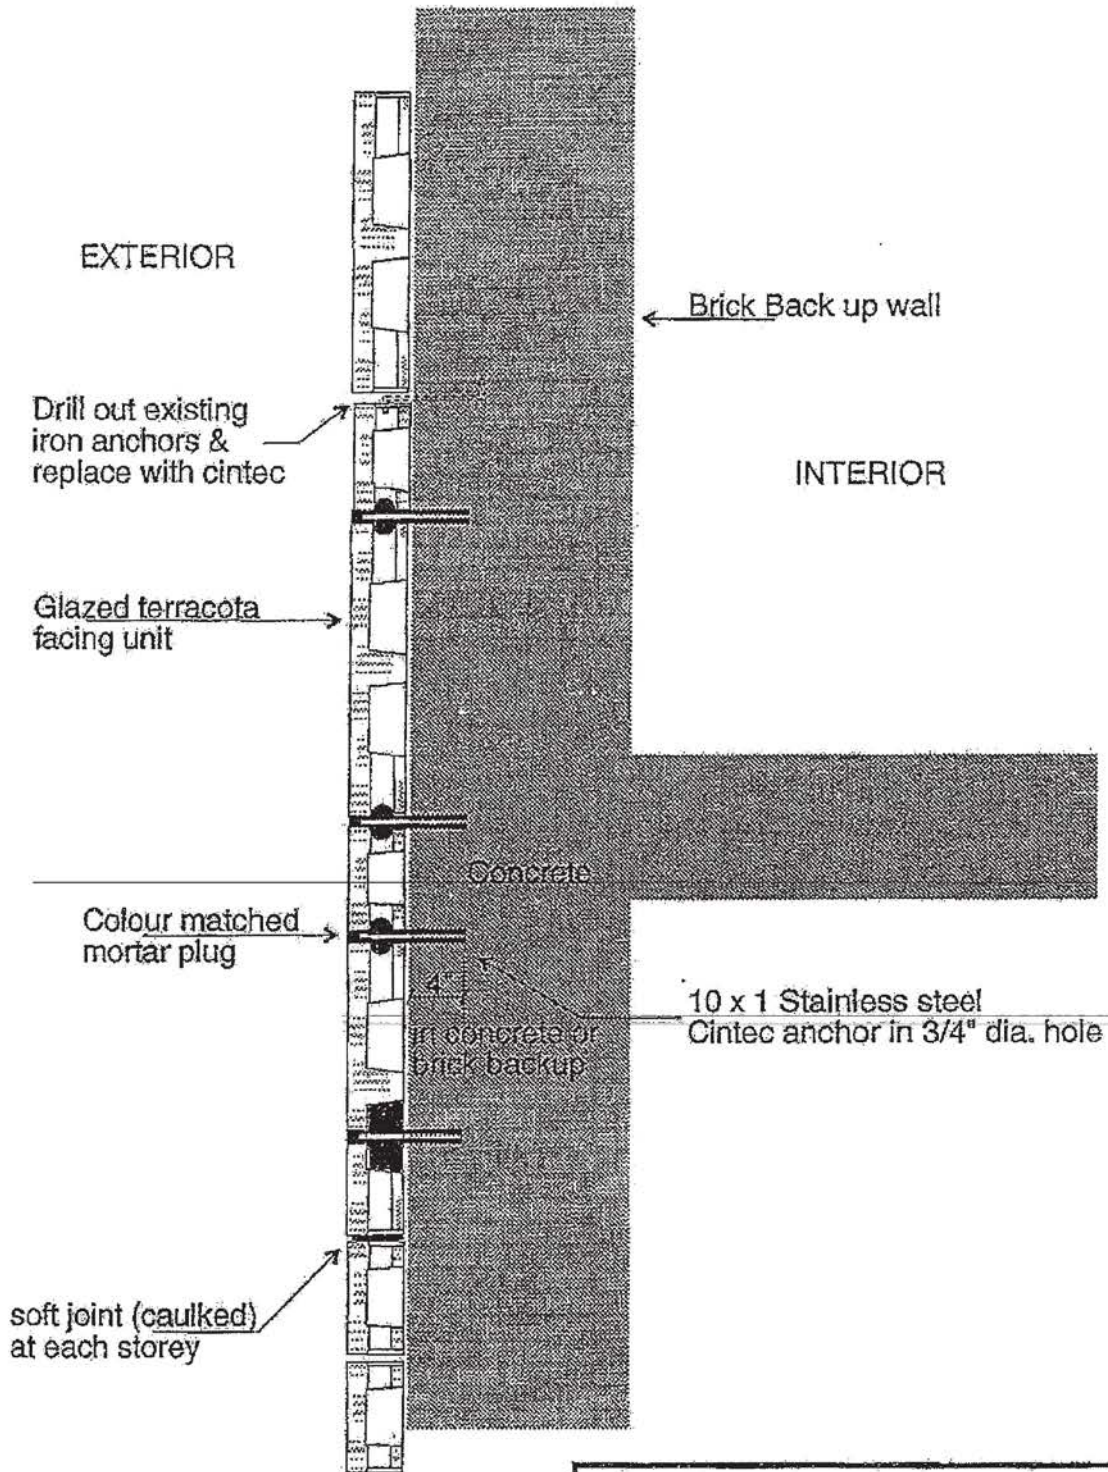 EXTERIOR
Brick Back up wall
Drill out existing
iron anchors &
replace with cintec
INTERIOR
Glazed terracota
facing unit
Concrete
Colour matched
mortar plug
4"
in concrete or
brick backup
10 x 1 Stainless steel
Cintec anchor in 3/4" dia. hole
soft joint (caulked)
at each storey